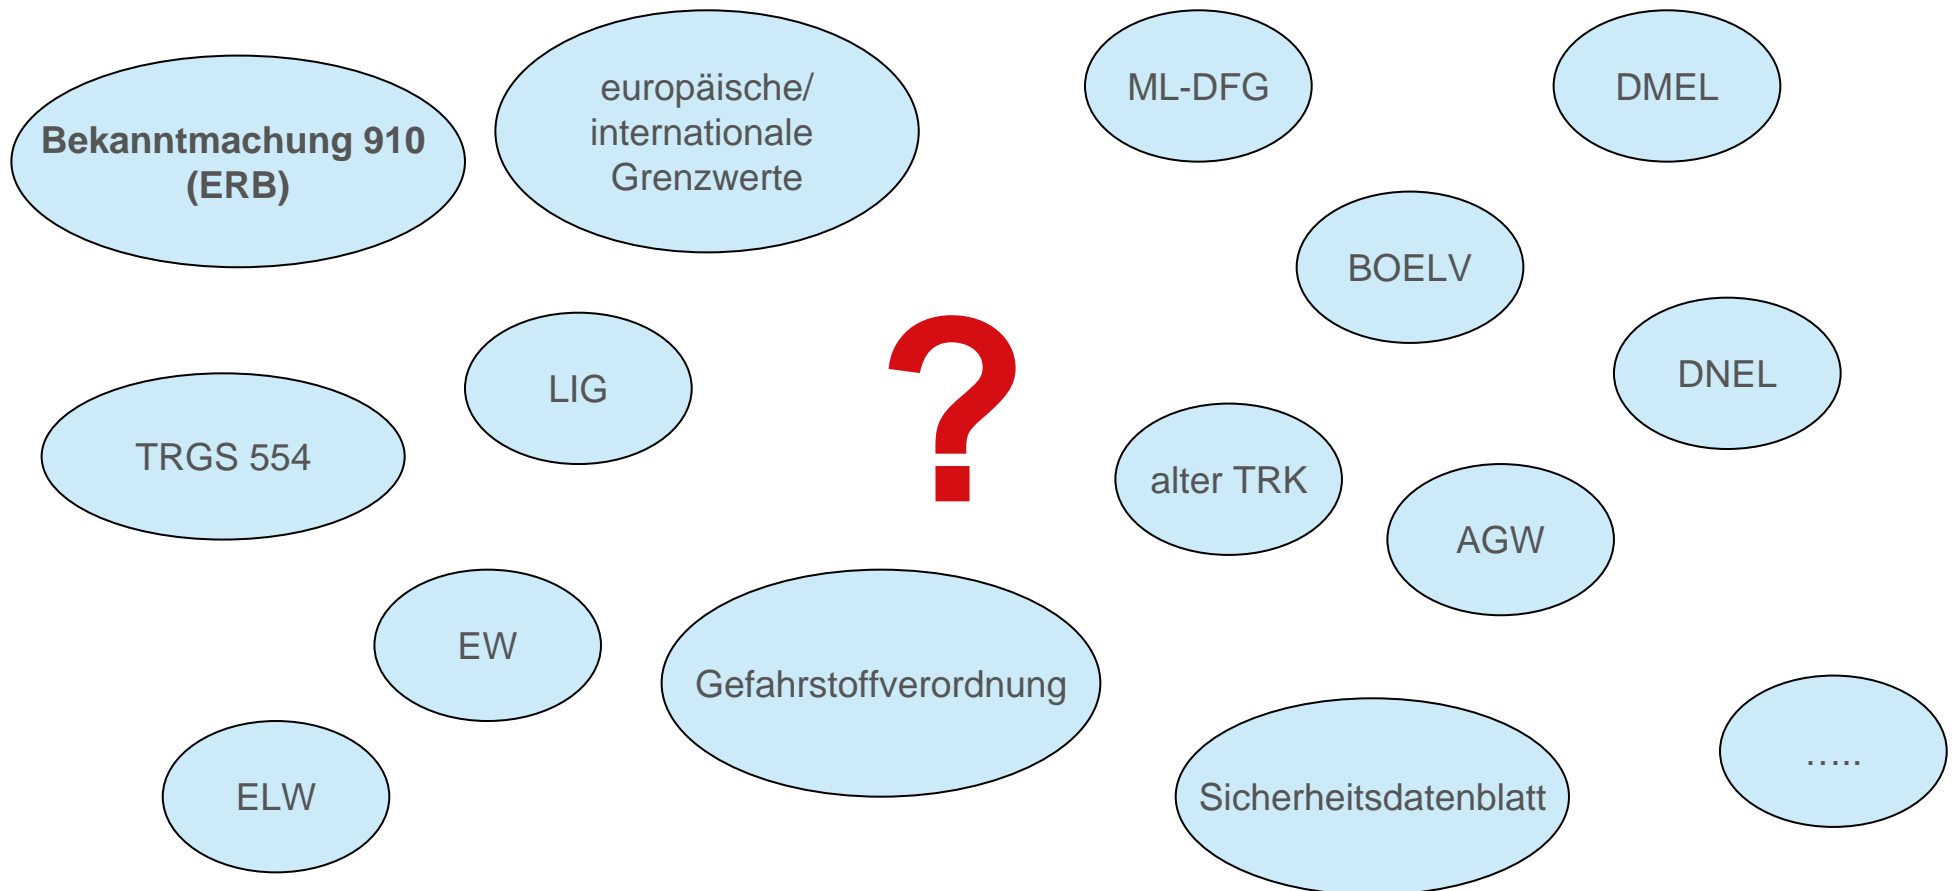 Bekanntmachung 910
(ERB)
europäische/
internationale
Grenzwerte
ML-DFG
DMEL
BOELV
LIG
?
DNEL
TRGS 554
alter TRK
AGW
EW
Gefahrstoffverordnung
ELW
Sicherheitsdatenblatt
…..